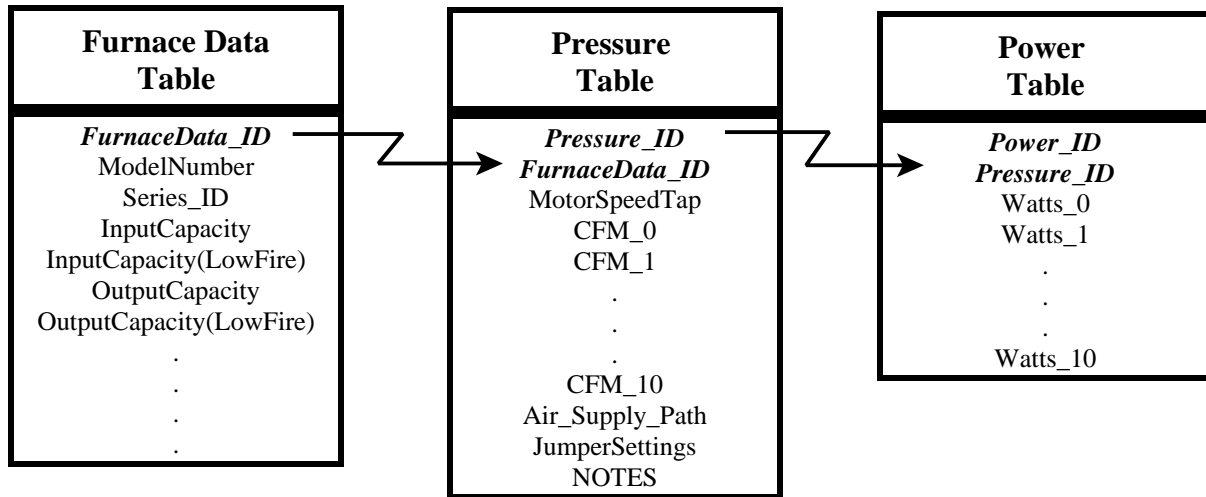 Furnace Data
Table
FurnaceData_ID
ModelNumber
Series_ID
InputCapacity
InputCapacity(LowFire)
OutputCapacity
OutputCapacity(LowFire)
.
.
.
.
Pressure
Table
Pressure_ID
FurnaceData_ID
MotorSpeedTap
CFM_0
CFM_1
.
.
.
CFM_10
Air_Supply_Path
JumperSettings
NOTES
Power
Table
Power_ID
Pressure_ID
Watts_0
Watts_1
.
.
.
Watts_10